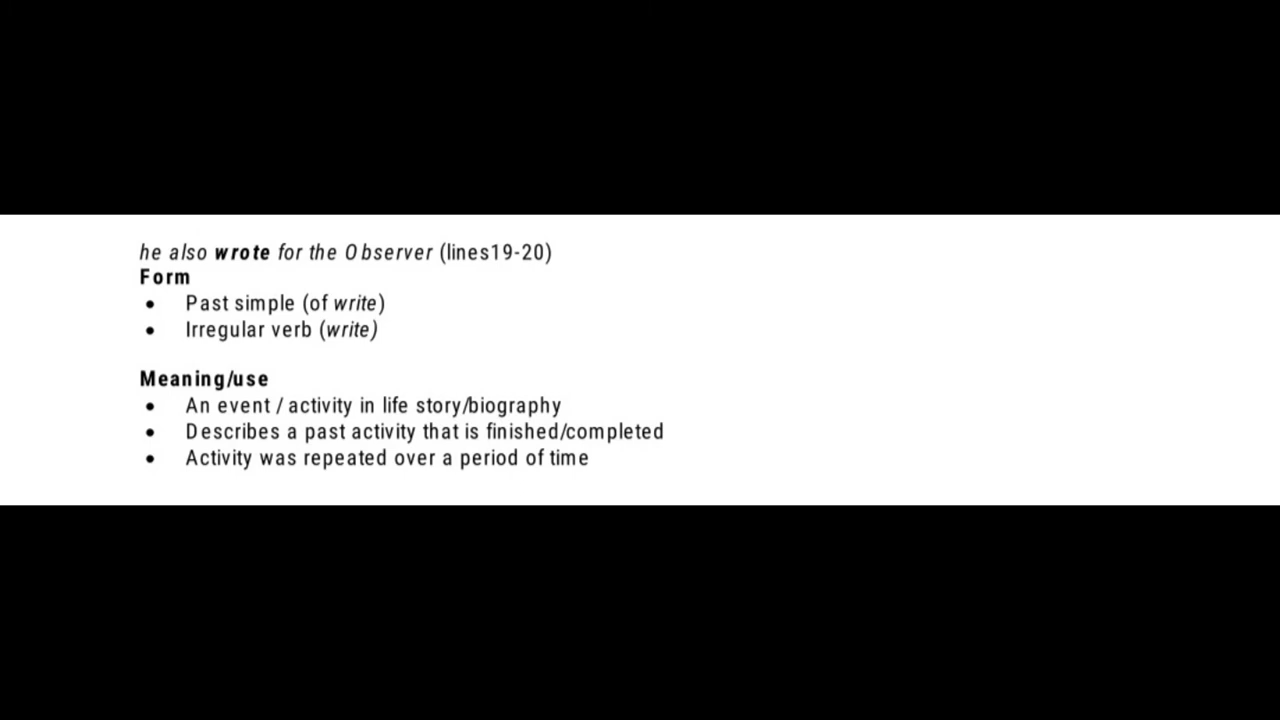 he also wrote for the Observer (lines19-20)
Form
• Past simple (of write)
• Irregular verb (write)
Meaning/use
• An event / activity in life story/biography
• Describes a past activity that is finished/completed
• Activity was repeated over a period of time